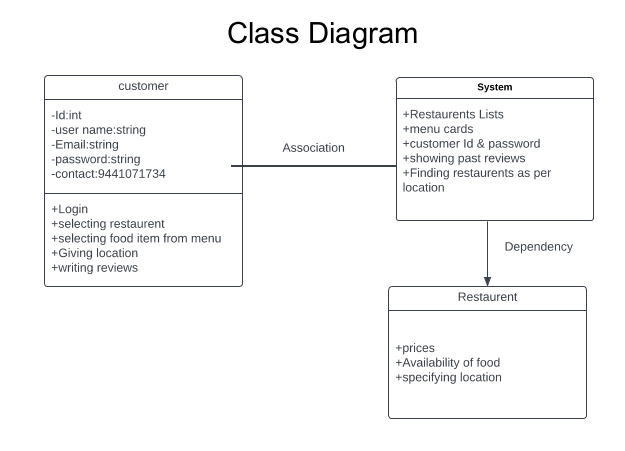 Class Diagram
customer
-Id:int
-user name:string
-Email:string
-password:string
-contact:9441071734
+Login
+selecting restaurent
+selecting food item from menu
+Giving location
+writing reviews
Association
System
+Restaurents Lists
+menu cards
+customer Id & password
+showing past reviews
+Finding restaurents as per
location
Dependency
Restaurent
+prices
+Availability of food
+specifying location